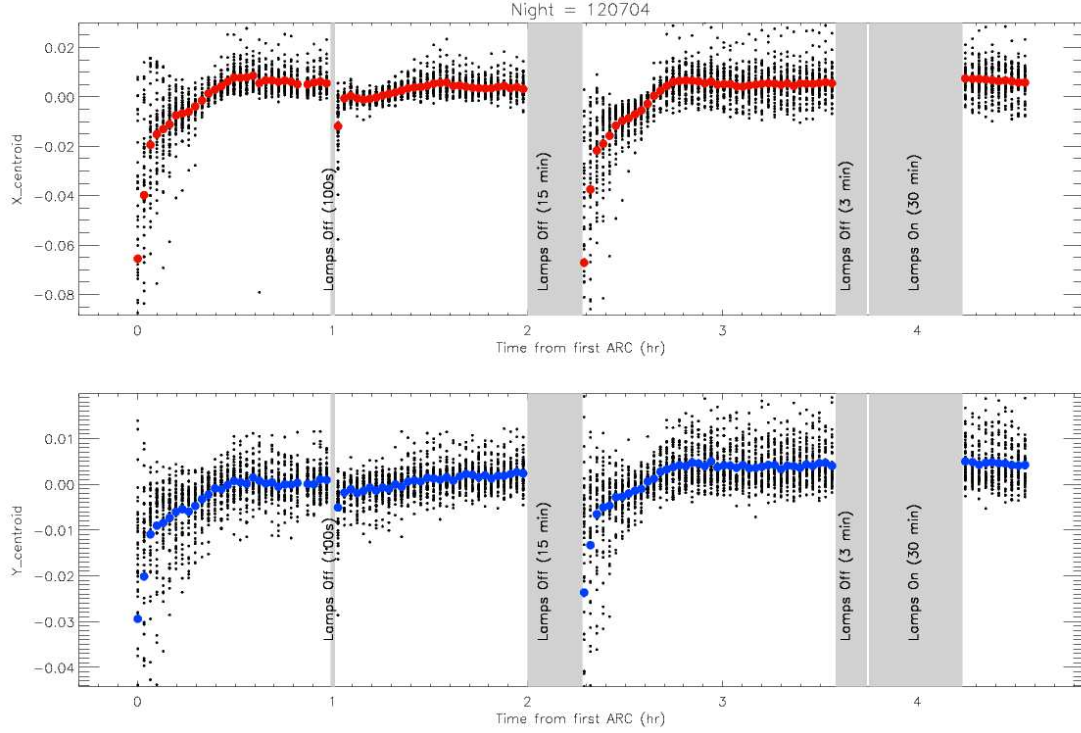 Night = 120704
0.02
0.00
-0.02
-0.04
-0.06
-0.08
X_centroid
Lamps Off (100s)
Lamps Off (15 min)
Lamps Off (3 min)
Lamps On (30 min)
0 1 2 3 4
Time from first ARC (hr)
0.01
0.00
-0.01
-0.02
-0.03
-0.04
Y_centroid
Lamps Off (100s)
Lamps Off (15 min)
Lamps Off (3 min)
Lamps On (30 min)
0 1 2 3 4
Time from first ARC (hr)